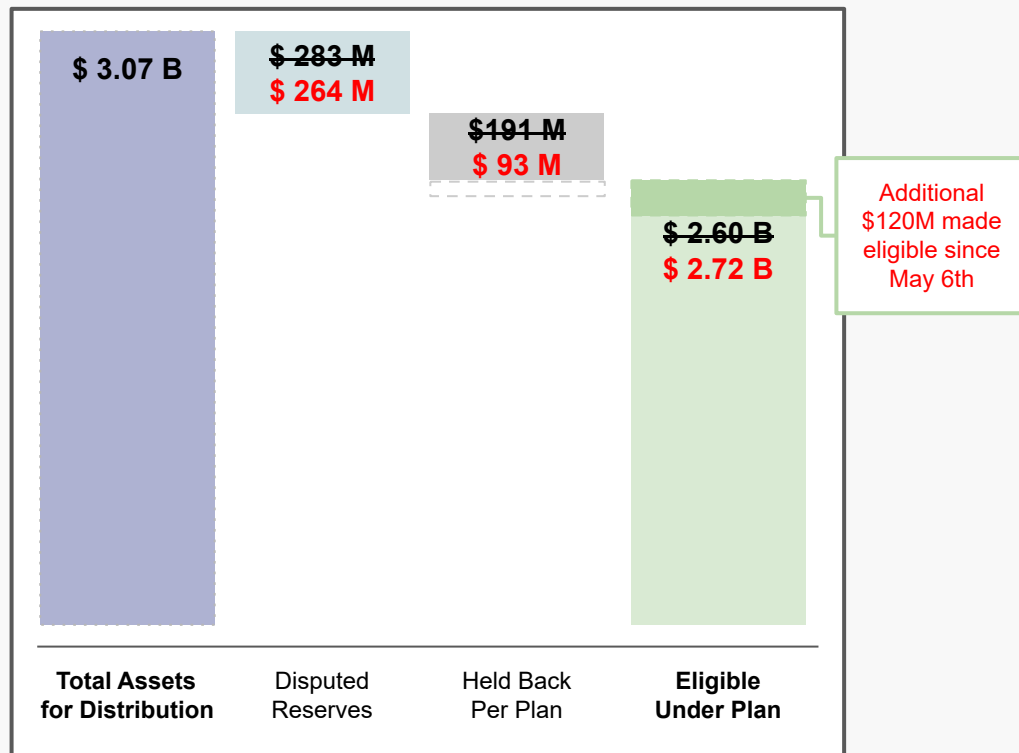 $ 3.07 B
$ 283 M
$ 264 M
$191 M
$ 93 M
$ 2.60 B
$ 2.72 B
Additional
$120M made
eligible since
May 6th
Total Assets
for Distribution
Disputed
Reserves
Held Back
Per Plan
Eligible
Under Plan